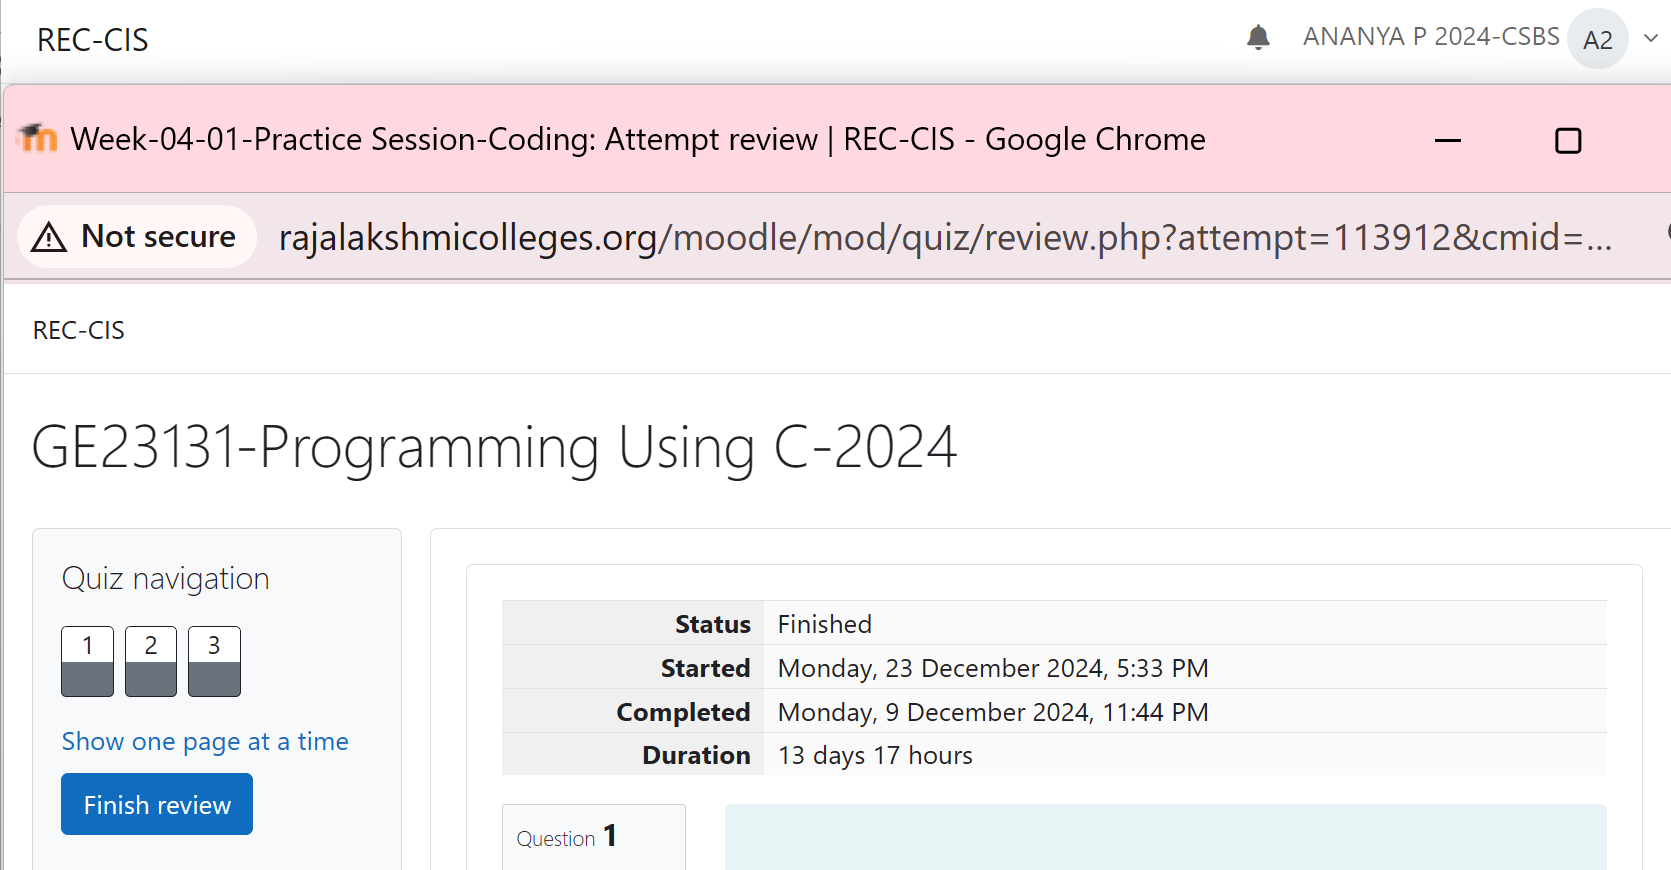 REC-CIS
ANANYA P 2024-CSBS A2
Week-04-01-Practice Session-Coding: Attempt review | REC-CIS - Google Chrome
Not secure rajalakshmicolleges.org/moodle/mod/quiz/review.php?attempt=113912&cmid=...
REC-CIS
GE23131-Programming Using C-2024
Quiz navigation
1 2 3
Show one page at a time
Finish review
Status Finished
Started Monday, 23 December 2024, 5:33 PM
Completed Monday, 9 December 2024, 11:44 PM
Duration 13 days 17 hours
Question 1